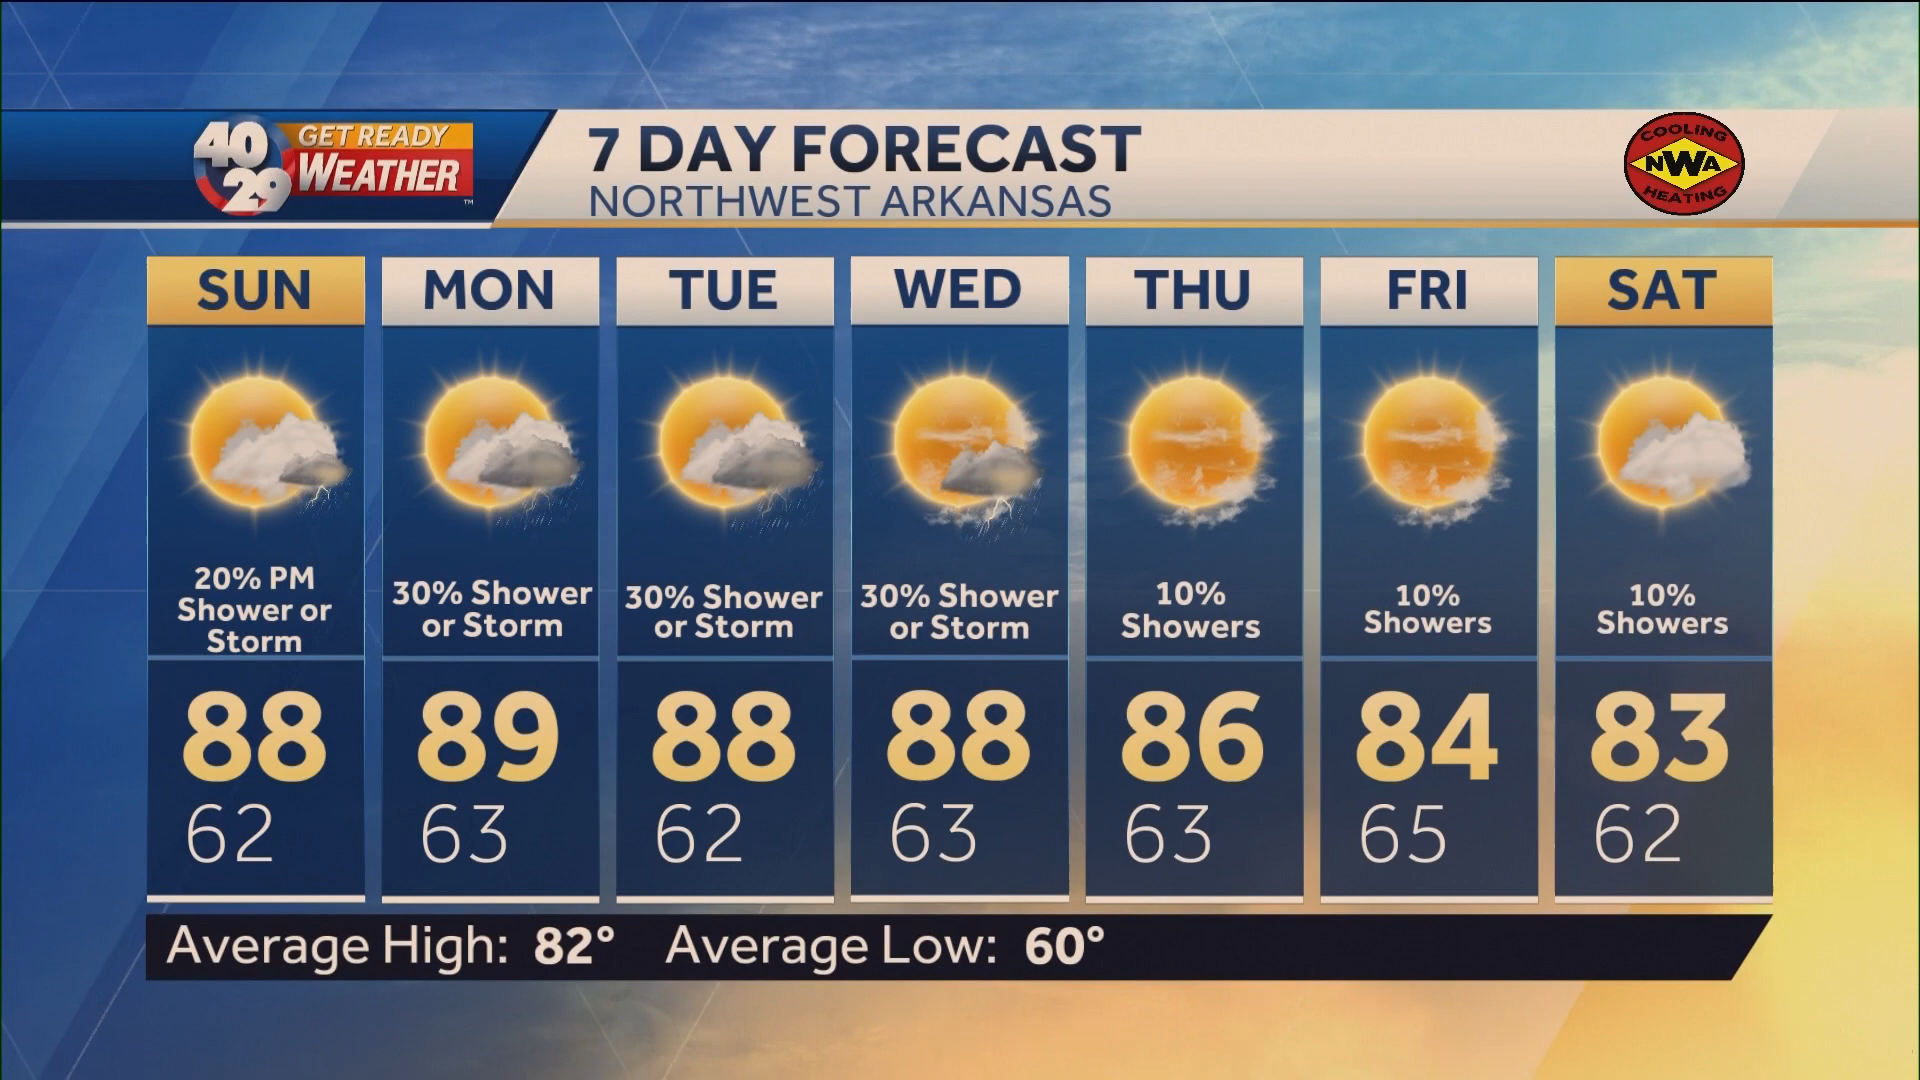 40
29
GET READY
WEATHER
™
7 DAY FORECAST
NORTHWEST ARKANSAS
COOLING
NWA
HEATING
SUN
20% PM
Shower or
Storm
88
62
MON
30% Shower
or Storm
89
63
TUE
30% Shower
or Storm
88
62
WED
30% Shower
or Storm
88
63
THU
10%
Showers
86
63
FRI
10%
Showers
84
65
SAT
10%
Showers
83
62
Average High: 82° Average Low: 60°